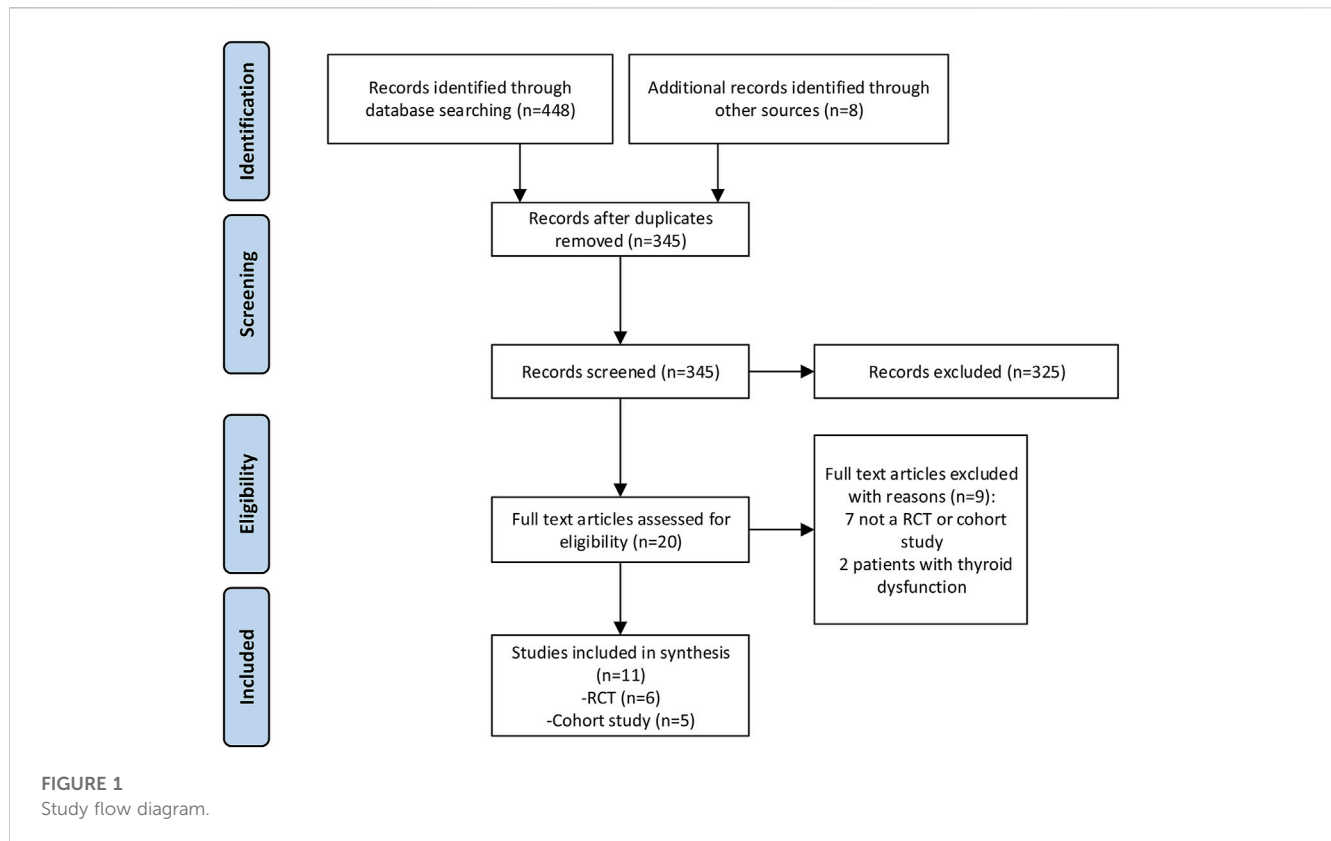 Identification
Records identified through
database searching (n=448)
Additional records identified through
other sources (n=8)
Screening
Records after duplicates
removed (n=345)
Records screened (n=345)
Records excluded (n=325)
Eligibility
Full text articles assessed for
eligibility (n=20)
Full text articles excluded
with reasons (n=9):
7 not a RCT or cohort
study
2 patients with thyroid
dysfunction
Included
Studies included in synthesis
(n=11)
-RCT (n=6)
-Cohort study (n=5)
FIGURE 1
Study flow diagram.